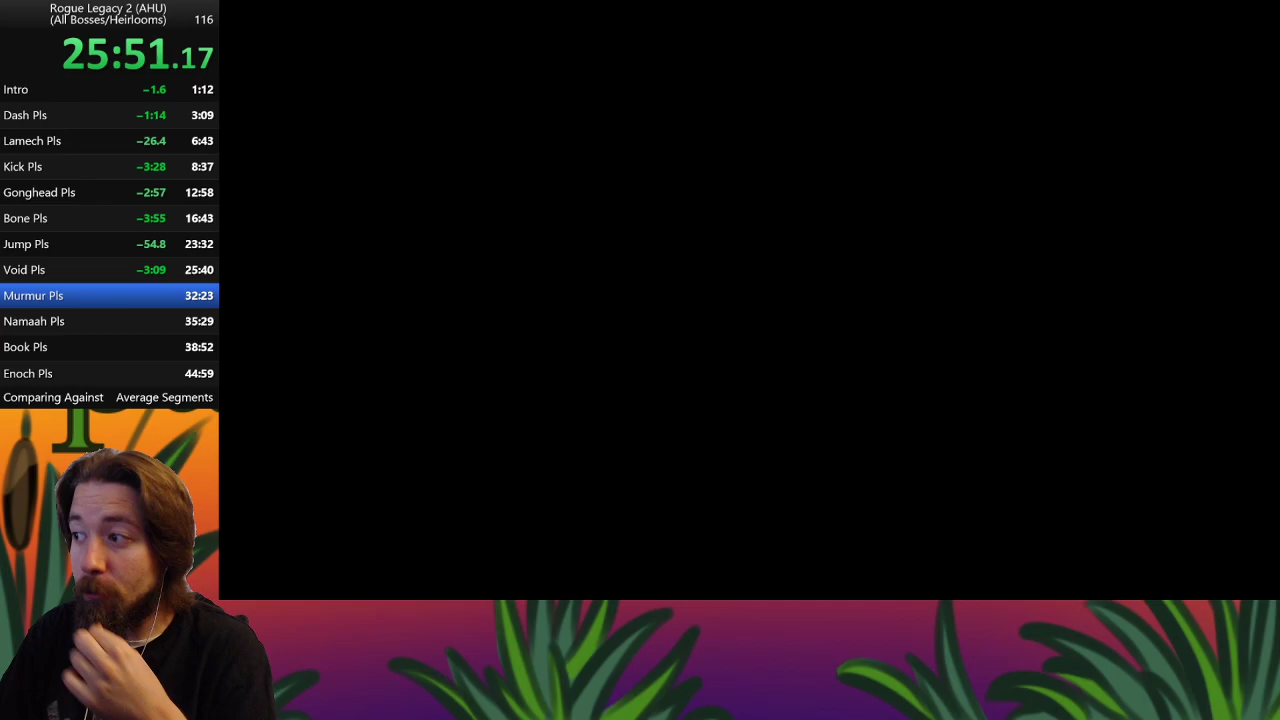 Rogue Legacy 2 (AHU)
(All Bosses/Heirlooms) 116
25:51.17
Intro −1.6 1:12
Dash Pls −1:14 3:09
Lamech Pls −26.4 6:43
Kick Pls −3:28 8:37
Gonghead Pls −2:57 12:58
Bone Pls −3:55 16:43
Jump Pls −54.8 23:32
Void Pls −3:09 25:40
Murmur Pls 32:23
Namaah Pls 35:29
Book Pls 38:52
Enoch Pls 44:59
Comparing Against Average Segments